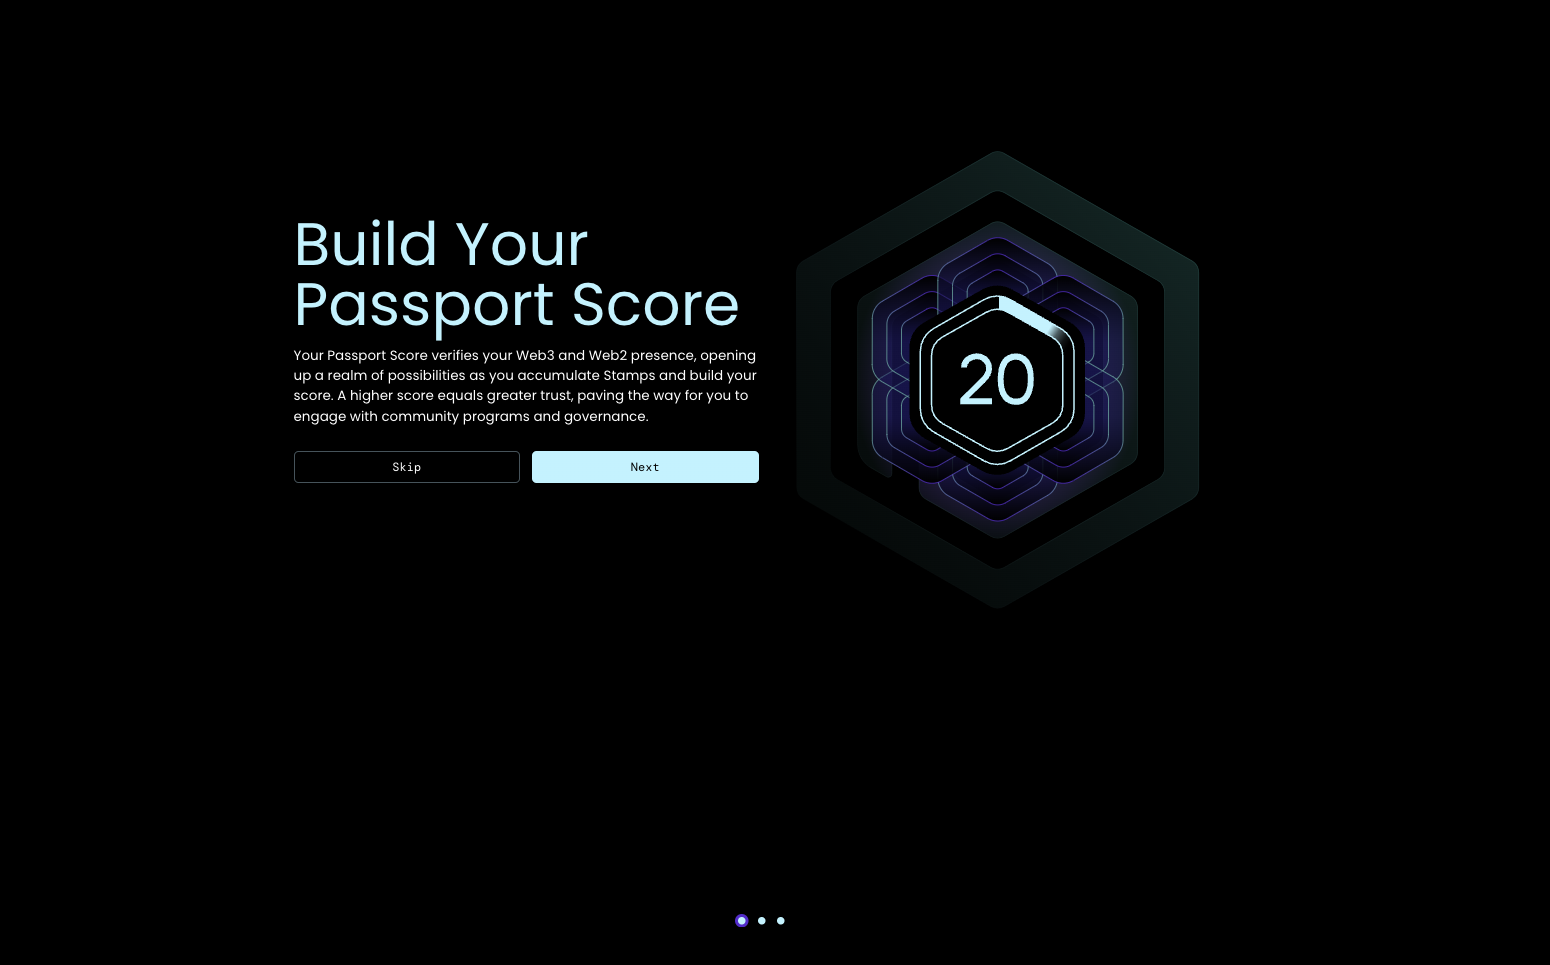 Build Your
Passport Score
Your Passport Score verifies your Web3 and Web2 presence, opening
up a realm of possibilities as you accumulate Stamps and build your
score. A higher score equals greater trust, paving the way for you to
engage with community programs and governance.
Skip
Next
20